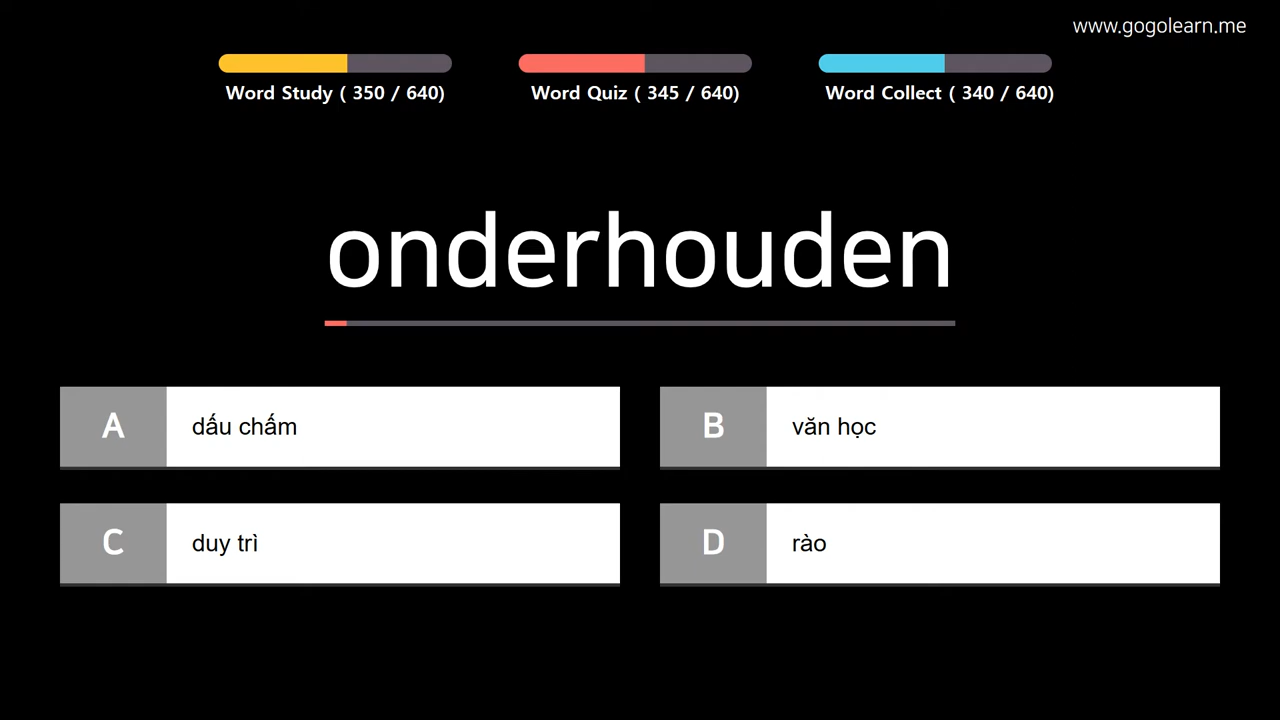 www.gogolearn.me
Word Study ( 350 / 640)
Word Quiz ( 345 / 640)
Word Collect ( 340 / 640)
onderhouden
A dấu chấm
B văn học
C duy trì
D rào